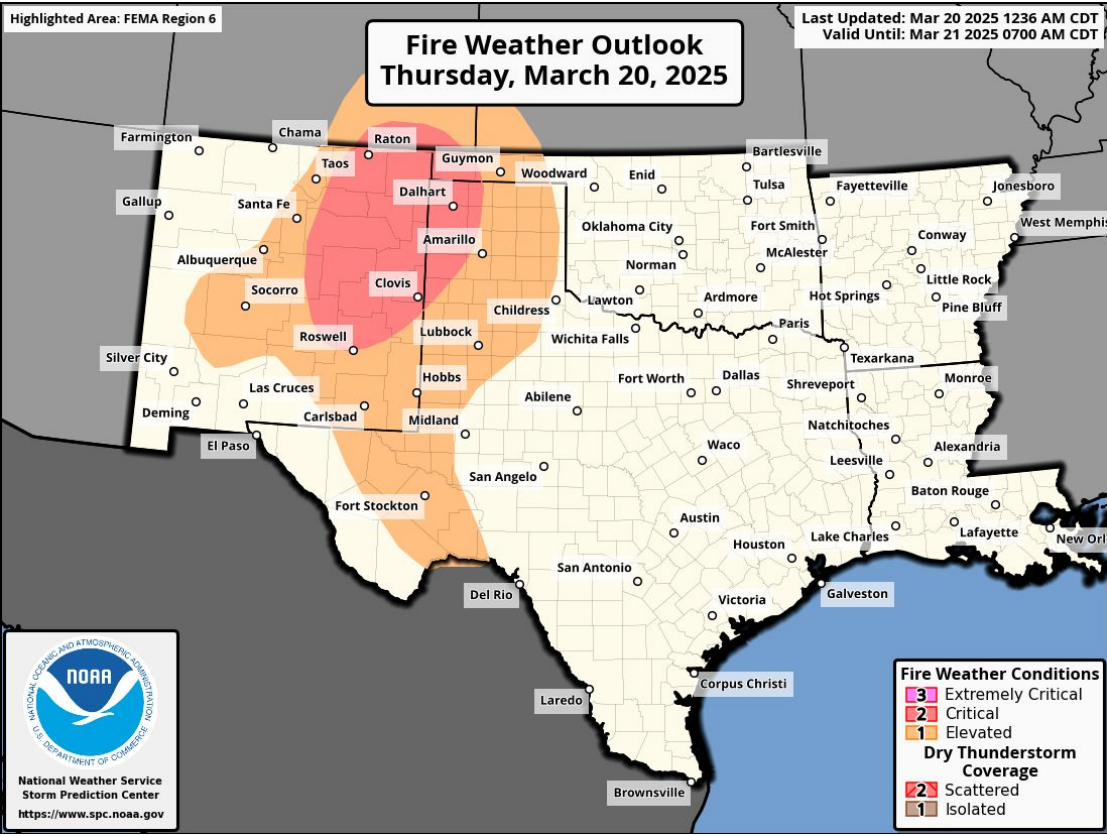 Highlighted Area: FEMA Region 6
Last Updated: Mar 20 2025 1236 AM CDT
Valid Until: Mar 21 2025 0700 AM CDT
Fire Weather Outlook
Thursday, March 20, 2025
Farmington
Chama
Raton
Taos
Guymon
Woodward
Enid
Bartlesville
Tulsa
Fayetteville
Jonesboro
Gallup
Santa Fe
Dalhart
West Memphis
Albuquerque
Amarillo
Oklahoma City
Fort Smith
Conway
Norman
McAlester
Socorro
Clovis
Little Rock
Childress
Lawton
Ardmore
Hot Springs
Pine Bluff
Roswell
Lubbock
Wichita Falls
Paris
Silver City
Texarkana
Las Cruces
Hobbs
Fort Worth
Dallas
Shreveport
Monroe
Deming
Carlsbad
Midland
Abilene
Natchitoches
El Paso
Waco
Alexandria
San Angelo
Leesville
Fort Stockton
Baton Rouge
Austin
Lake Charles
Lafayette
New Orl
Houston
San Antonio
Del Rio
Victoria
Galveston
Laredo
Corpus Christi
Brownsville
NATIONAL OCEANIC AND ATMOSPHERIC ADMINISTRATION
NOAA
U.S. DEPARTMENT OF COMMERCE
National Weather Service
Storm Prediction Center
https://www.spc.noaa.gov
Fire Weather Conditions
3 Extremely Critical
2 Critical
1 Elevated
Dry Thunderstorm
Coverage
2 Scattered
1 Isolated